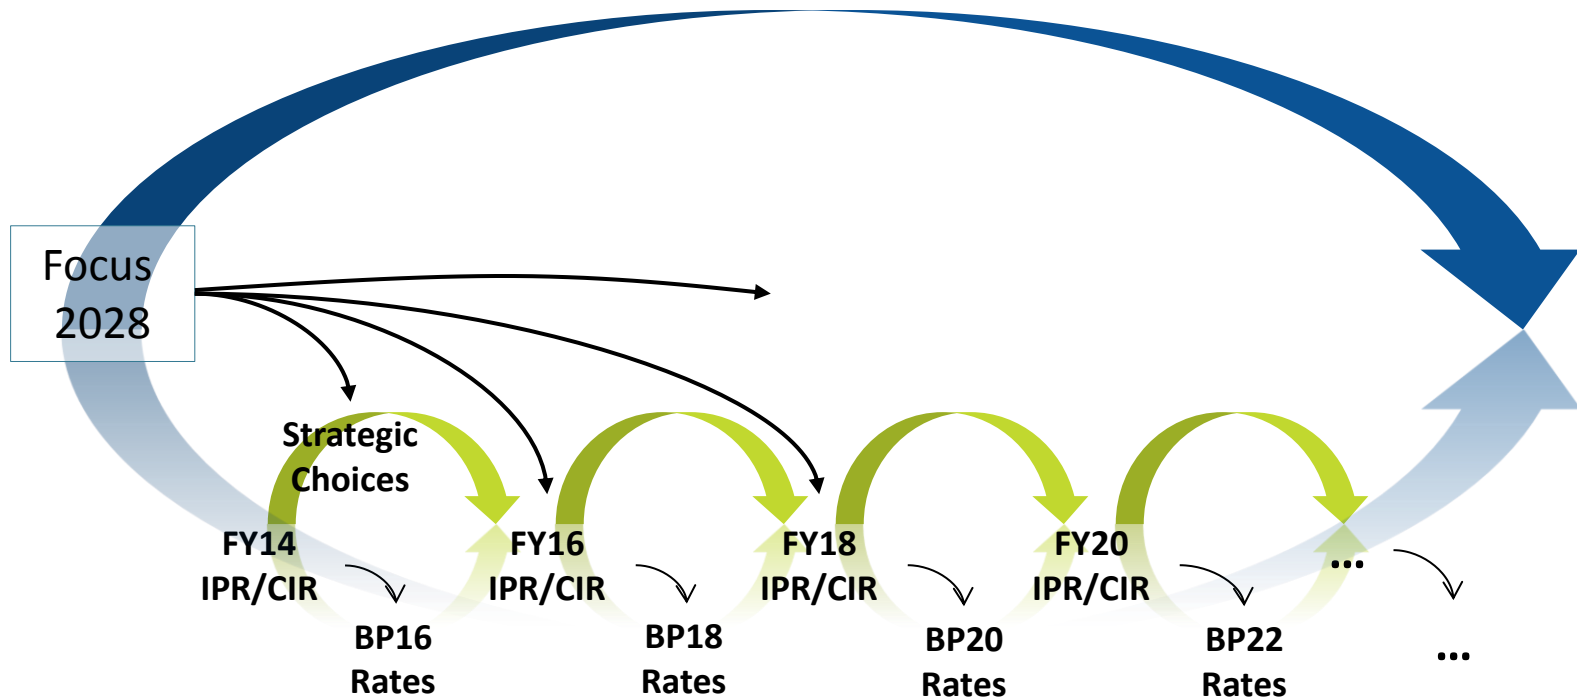 Focus
2028
Strategic
Choices
FY14
IPR/CIR
FY16
IPR/CIR
FY18
IPR/CIR
FY20
IPR/CIR
...
BP16
Rates
BP18
Rates
BP20
Rates
BP22
Rates
...